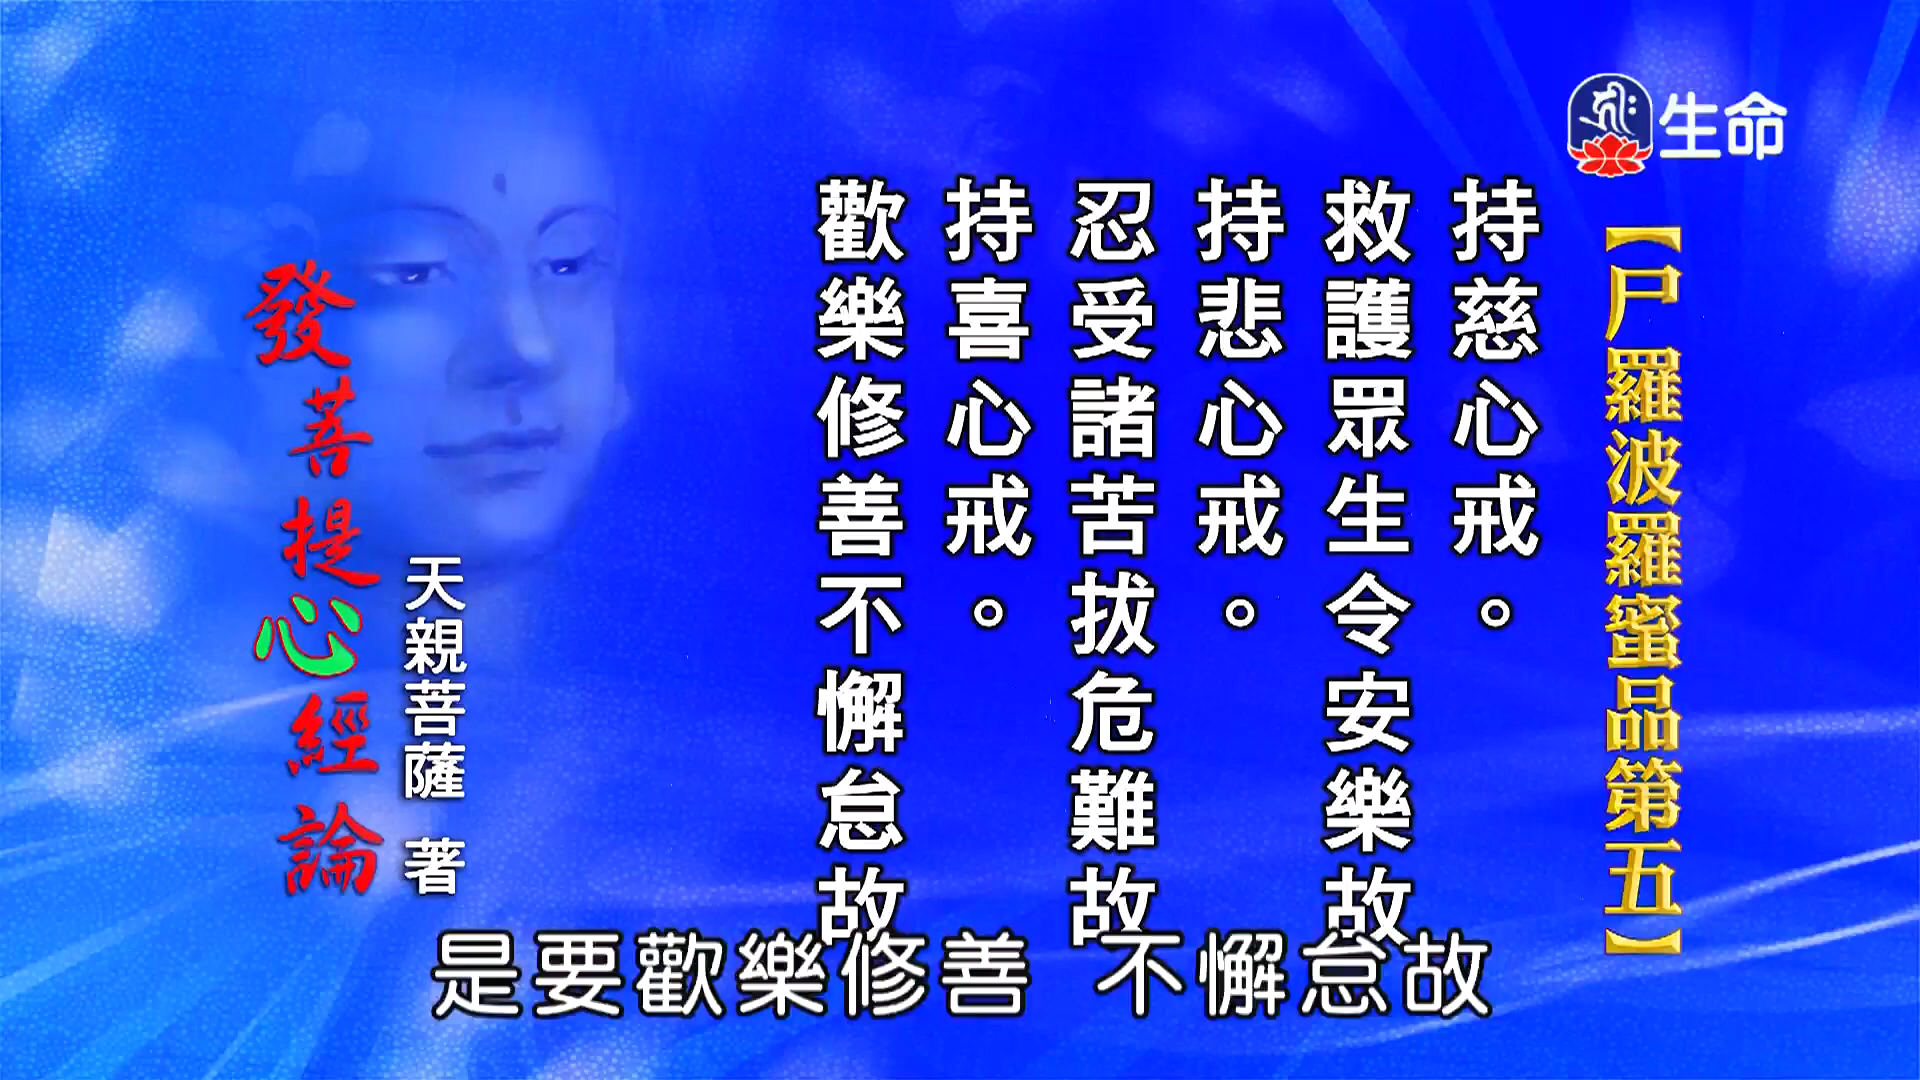 生命
【尸羅波羅蜜品第五】
持慈心戒。
救護眾生令安樂故
持悲心戒。
忍受諸苦拔危難故
持喜心戒。
歡樂修善不懈怠故
天親菩薩 著
發菩提心經論
是要歡樂修善 不懈怠故